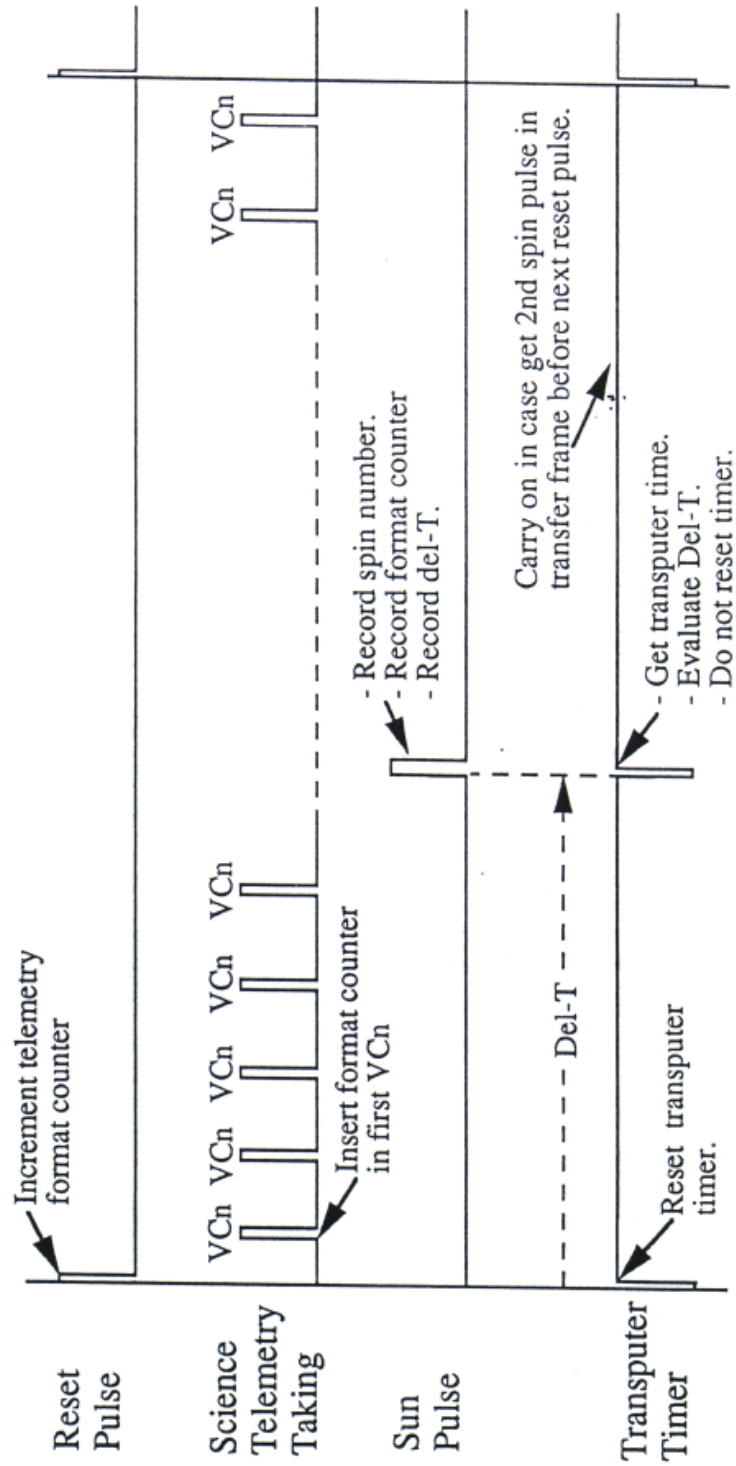 Reset
Pulse
Increment telemetry
format counter
Science
Telemetry
Taking
VCn
VCn
VCn
VCn
VCn
VCn
VCn
Insert format counter
in first VCn
Sun
Pulse
- Record spin number.
- Record format counter
- Record del-T.
Del-T
Carry on in case get 2nd spin pulse in
transfer frame before next reset pulse.
Transputer
Timer
Reset transputer
timer.
- Get transputer time.
- Evaluate Del-T.
- Do not reset timer.